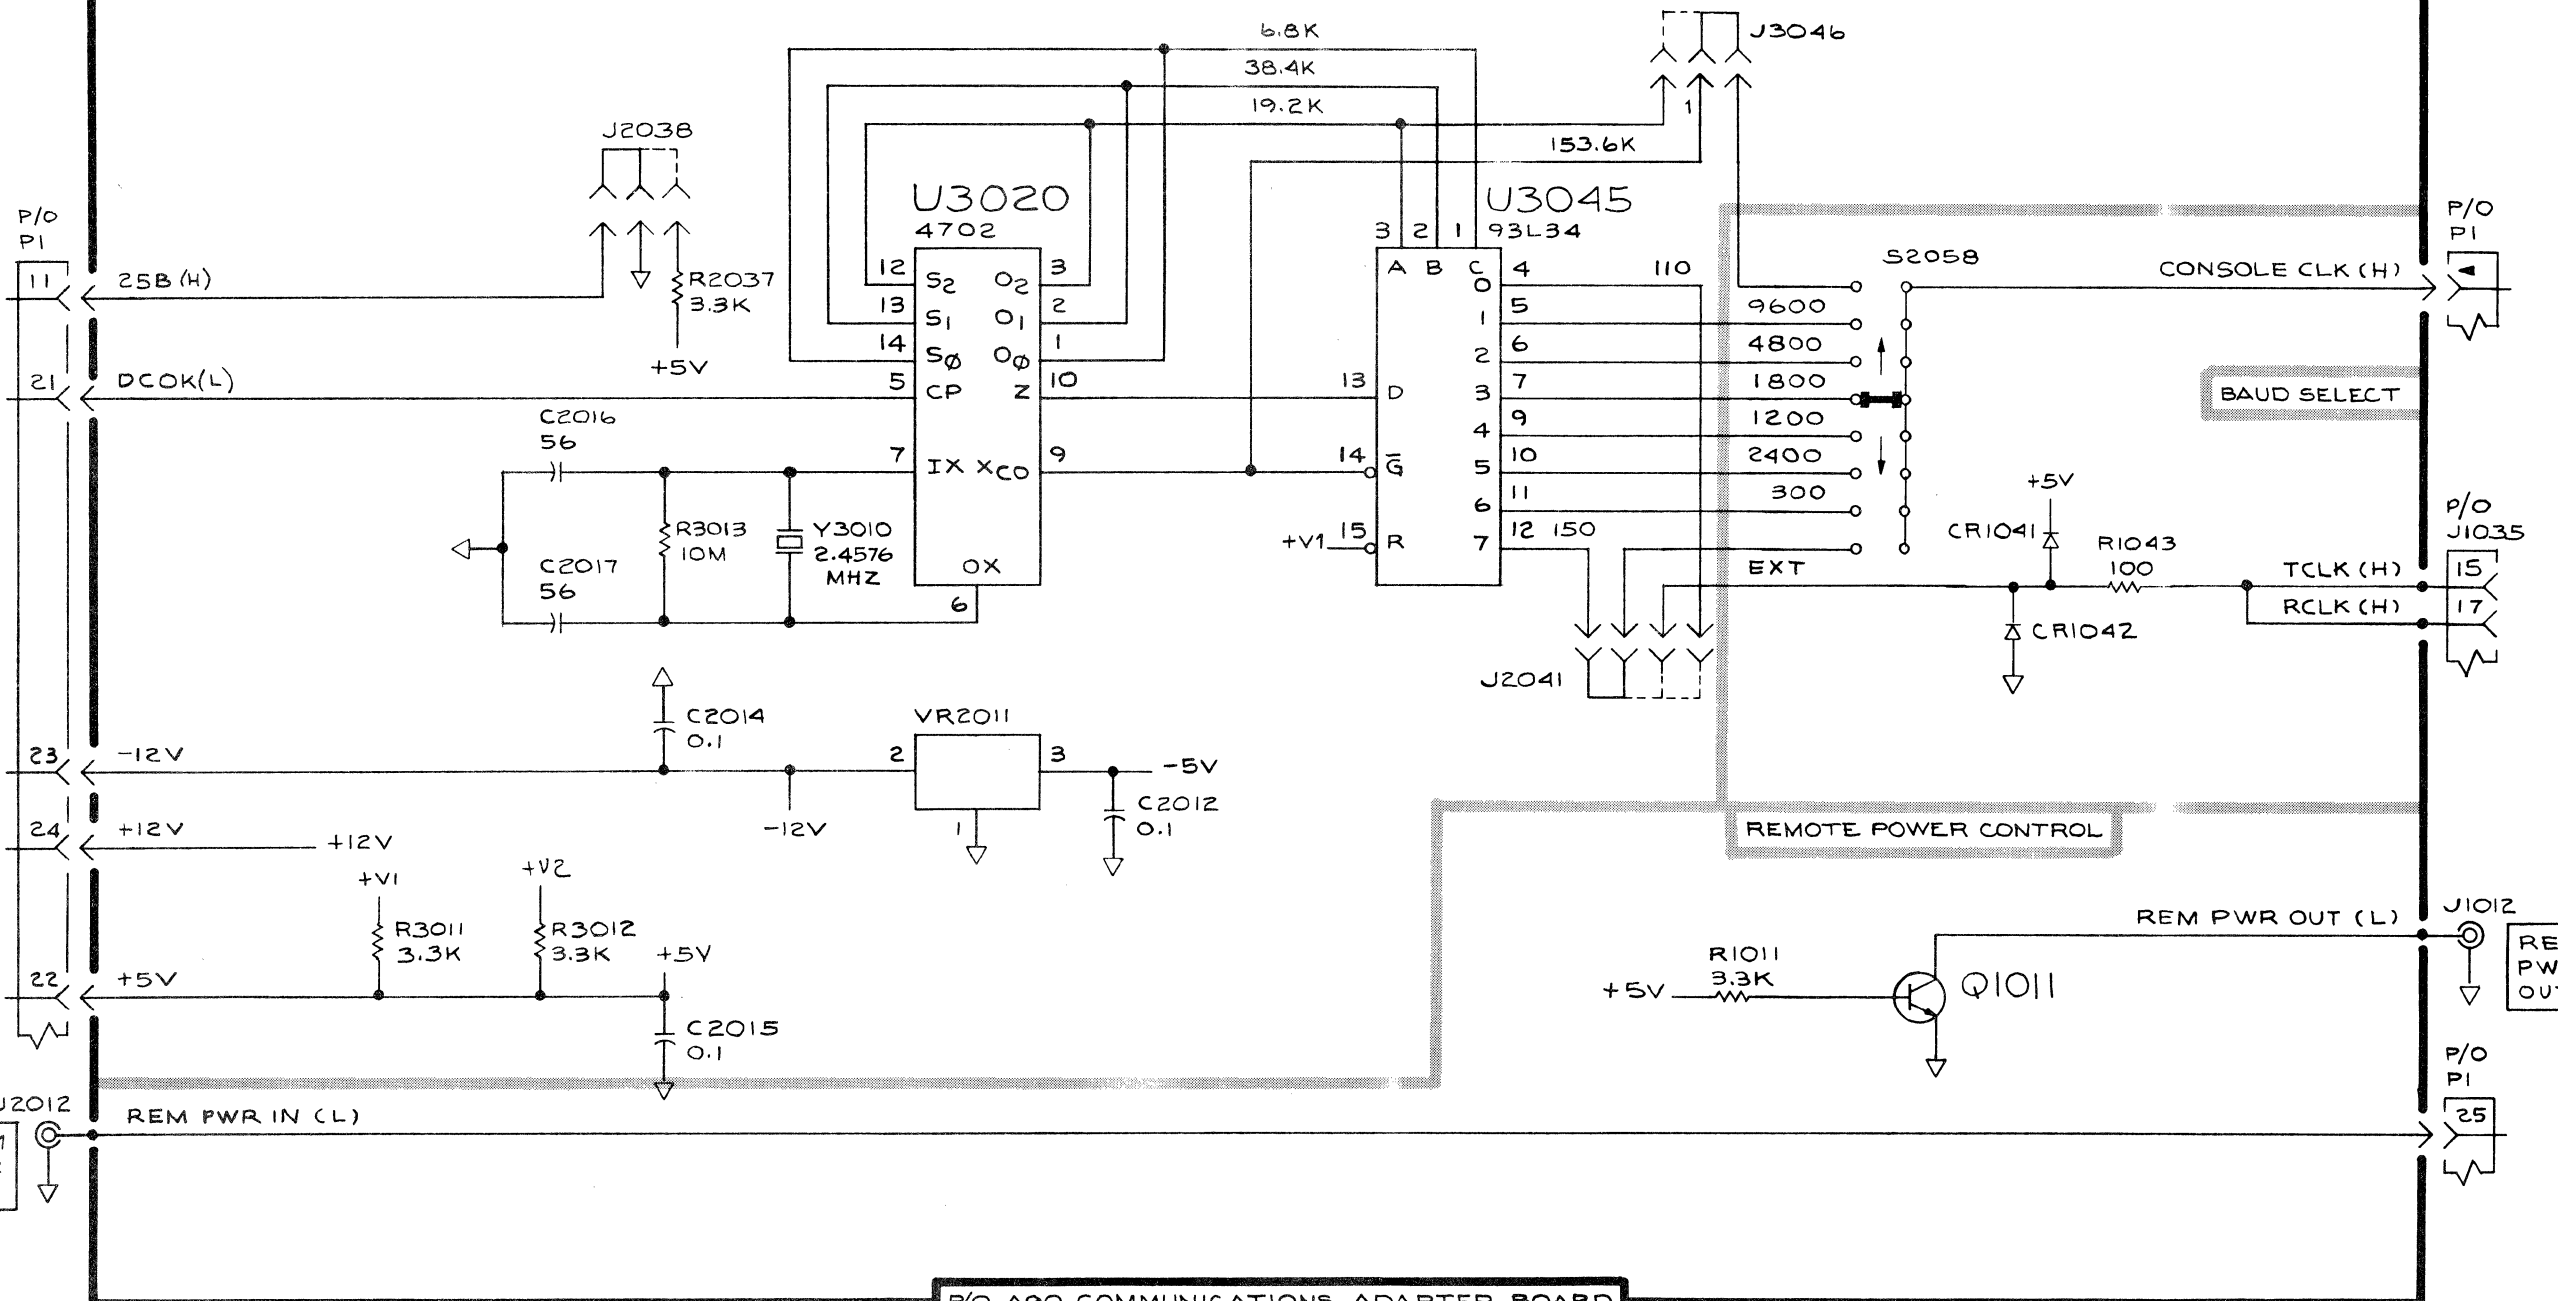 6.8K
38.4K
19.2K
153.6K
J3046
1
J2038
U3020
4702
U3045
93L34
3 2 1
A B C
P/O
P1
11
25B (H)
R2037
3.3K
+5V
12 S2 O2 3
13 S1 O1 2
14 SØ OØ 1
5 CP Z 10
7 IX XCO 9
OX
6
13 D
14 G̅
+V1 15 R
0 4 110
1 5 9600
2 6 4800
3 7 1800
4 9 1200
5 10 2400
6 11 300
7 12 150
EXT
S2058
CONSOLE CLK (H)
P/O
P1
BAUD SELECT
21
DCOK(L)
C2016
56
C2017
56
R3013
10M
Y3010
2.4576
MHZ
+5V
CR1041
R1043
100
CR1042
TCLK (H)
RCLK (H)
P/O
J1035
15
17
J2041
23
-12V
C2014
0.1
-12V
VR2011
2
3
1
-5V
C2012
0.1
24
+12V
+12V
REMOTE POWER CONTROL
+V1
R3011
3.3K
+V2
R3012
3.3K
+5V
22
+5V
C2015
0.1
+5V
R1011
3.3K
Q1011
REM PWR OUT (L)
J1012
J2012
REM PWR IN (L)
P/O
P1
25
COMMUNICATIONS ADAPTER BOARD